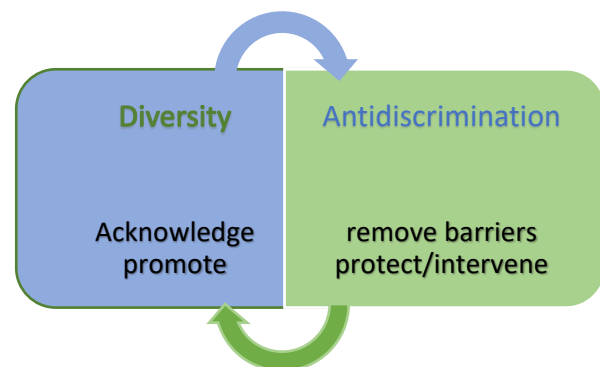 Diversity
Acknowledge
promote
Antidiscrimination
remove barriers
protect/intervene